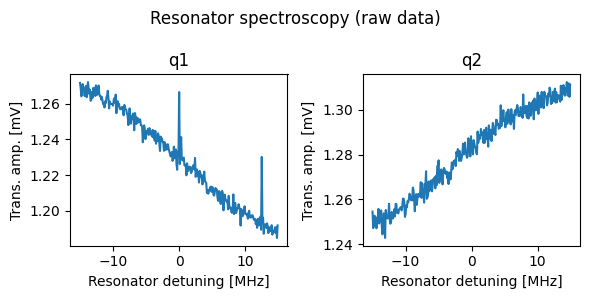 Resonator spectroscopy (raw data)
q1
q2
Trans. amp. [mV]
1.26
1.24
1.22
1.20
−10
0
10
Resonator detuning [MHz]
Trans. amp. [mV]
1.30
1.28
1.26
1.24
−10
0
10
Resonator detuning [MHz]